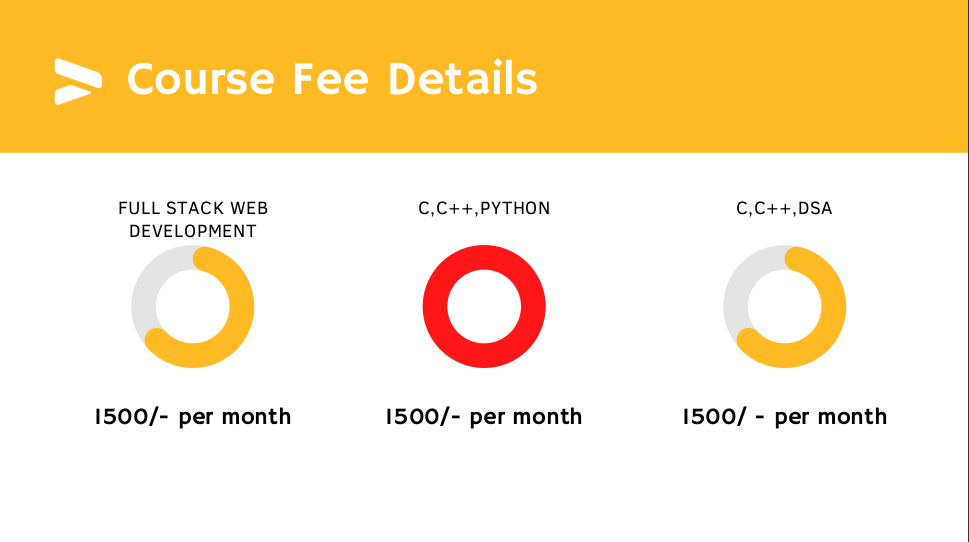 Course Fee Details
FULL STACK WEB
DEVELOPMENT
C,C++,PYTHON
C,C++,DSA
1500/- per month
1500/- per month
1500/ - per month